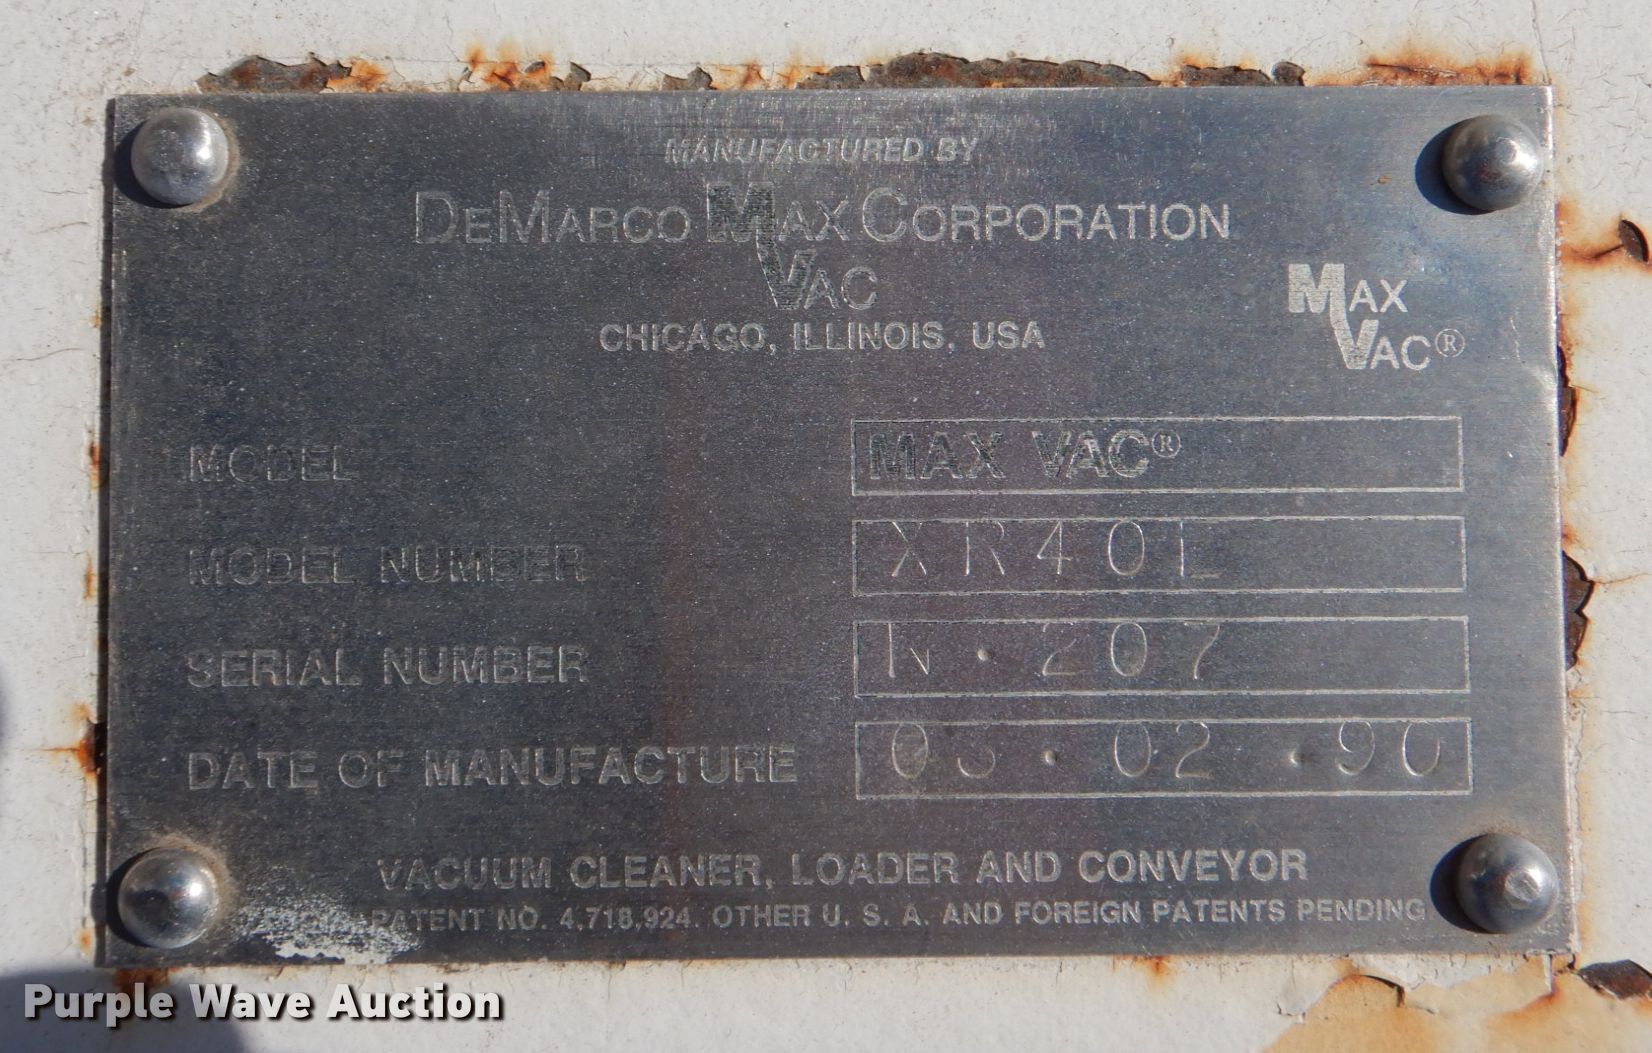 MANUFACTURED BY
DEMARCO MAX CORPORATION
VAC
CHICAGO, ILLINOIS, USA
MAX
VAC®
MODEL MAX VAC®
MODEL NUMBER XR40L
SERIAL NUMBER N·207
DATE OF MANUFACTURE 03·02·90
VACUUM CLEANER, LOADER AND CONVEYOR
PATENT NO. 4,718,924. OTHER U. S. A. AND FOREIGN PATENTS PENDING.
Purple Wave Auction